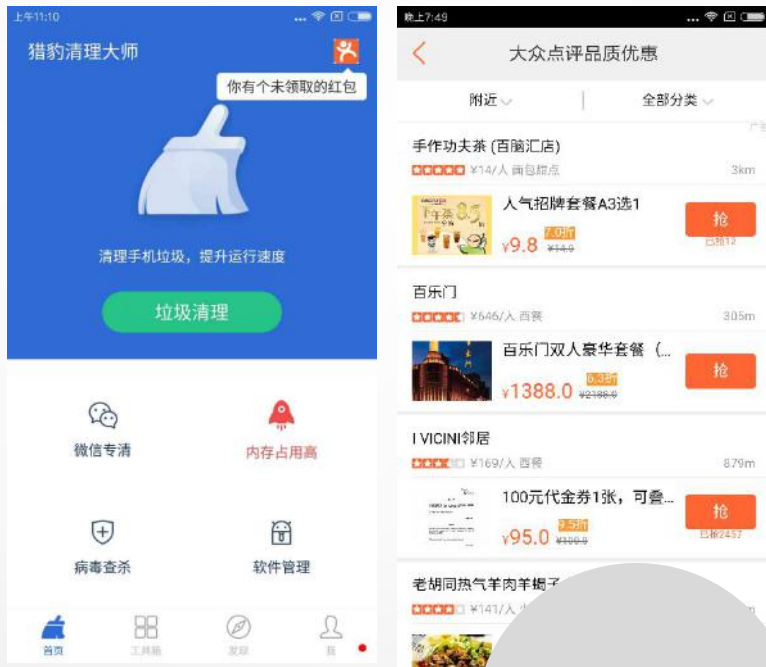 上午11:10
猎豹清理大师
你有个未领取的红包
清理手机垃圾，提升运行速度
垃圾清理
微信专清
内存占用高
病毒查杀
软件管理
首页
工具箱
发现
我
晚上7:49
大众点评品质优惠
附近
全部分类
手作功夫茶 (百脑汇店)
¥14/人 面包甜点
3km
人气招牌套餐A3选1
7.0折
¥9.8 ¥14.0
抢
已抢12
百乐门
¥646/人 西餐
305m
百乐门双人豪华套餐（...
6.3折
¥1388.0 ¥2188.0
抢
I VICINI邻居
¥169/人 西餐
879m
100元代金券1张，可叠...
9.5折
¥95.0 ¥100.0
抢
已抢2457
老胡同热气羊肉羊蝎子
¥141/人